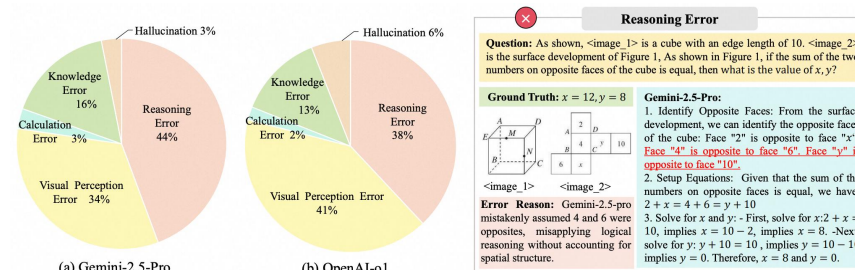 Hallucination 3%
Knowledge
Error
16%
Reasoning
Error
44%
Calculation
Error 3%
Visual Perception
Error 34%
(a) Gemini-2.5-Pro
Hallucination 6%
Knowledge
Error
13%
Reasoning
Error
38%
Calculation
Error 2%
Visual Perception Error
41%
(b) OpenAI-o1
Reasoning Error
Question: As shown, <image_1> is a cube with an edge length of 10. <image_2>
is the surface development of Figure 1, As shown in Figure 1, if the sum of the two
numbers on opposite faces of the cube is equal, then what is the value of x, y?
Ground Truth: x = 12, y = 8
A
D
E
M
N
B
C
<image_1>
2
A
D
4
y
10
B
C
6
x
<image_2>
Error Reason: Gemini-2.5-pro
mistakenly assumed 4 and 6 were
opposites, misapplying logical
reasoning without accounting for
spatial structure.
Gemini-2.5-Pro:
1. Identify Opposite Faces: From the surface
development, we can identify the opposite faces
of the cube: Face "2" is opposite to face "x"
Face "4" is opposite to face "6". Face "y" i
opposite to face "10".
2. Setup Equations: Given that the sum of the
numbers on opposite faces is equal, we have
2 + x = 4 + 6 = y + 10
3. Solve for x and y: - First, solve for x:2 + x =
10, implies x = 10 − 2, implies x = 8. -Next
solve for y: y + 10 = 10 , implies y = 10 − 10
implies y = 0. Therefore, x = 8 and y = 0.